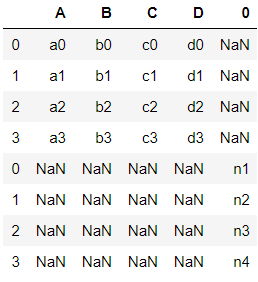 A B C D 0
0 a0 b0 c0 d0 NaN
1 a1 b1 c1 d1 NaN
2 a2 b2 c2 d2 NaN
3 a3 b3 c3 d3 NaN
0 NaN NaN NaN NaN n1
1 NaN NaN NaN NaN n2
2 NaN NaN NaN NaN n3
3 NaN NaN NaN NaN n4